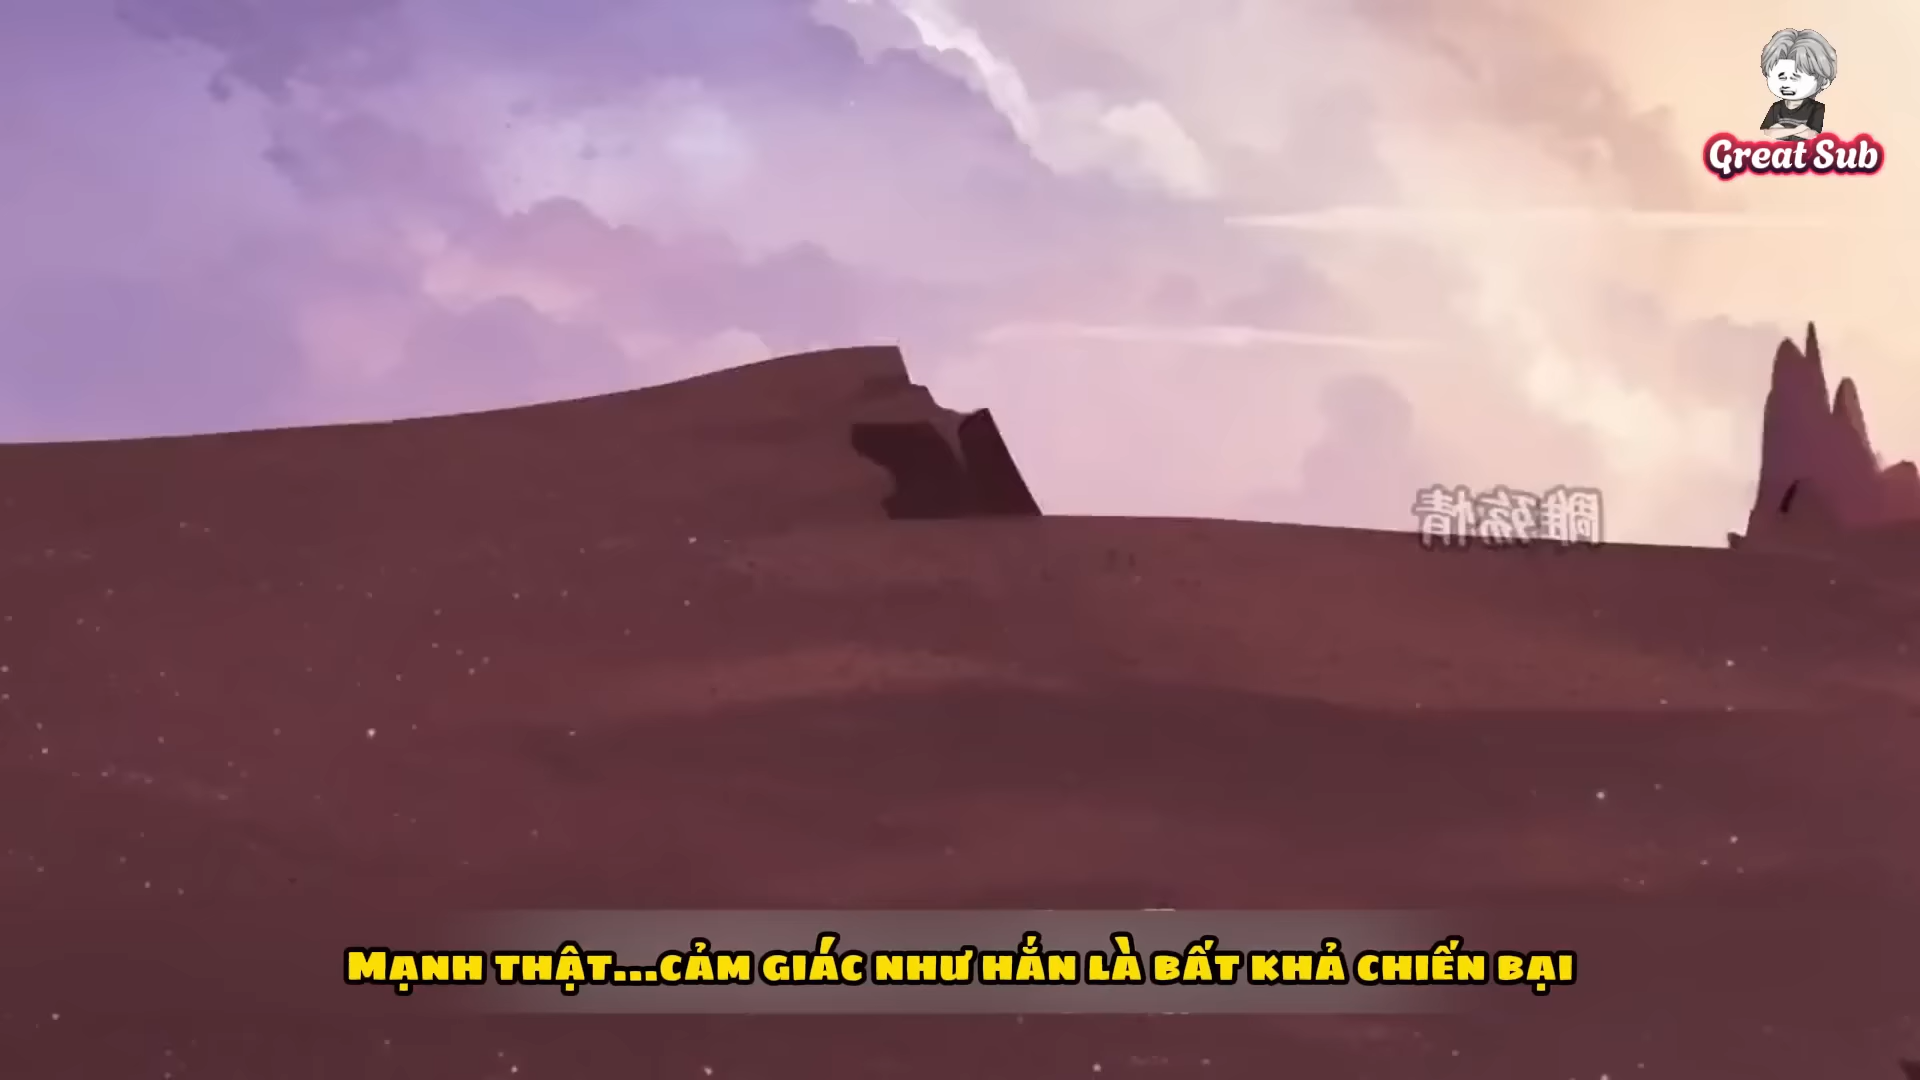 Great Sub
Mạnh thật...cảm giác như hắn là bất khả chiến bại